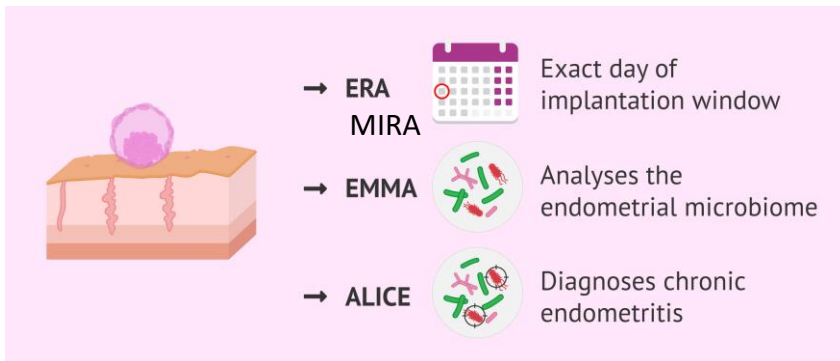 → ERA
MIRA
Exact day of
implantation window
→ EMMA
Analyses the
endometrial microbiome
→ ALICE
Diagnoses chronic
endometritis